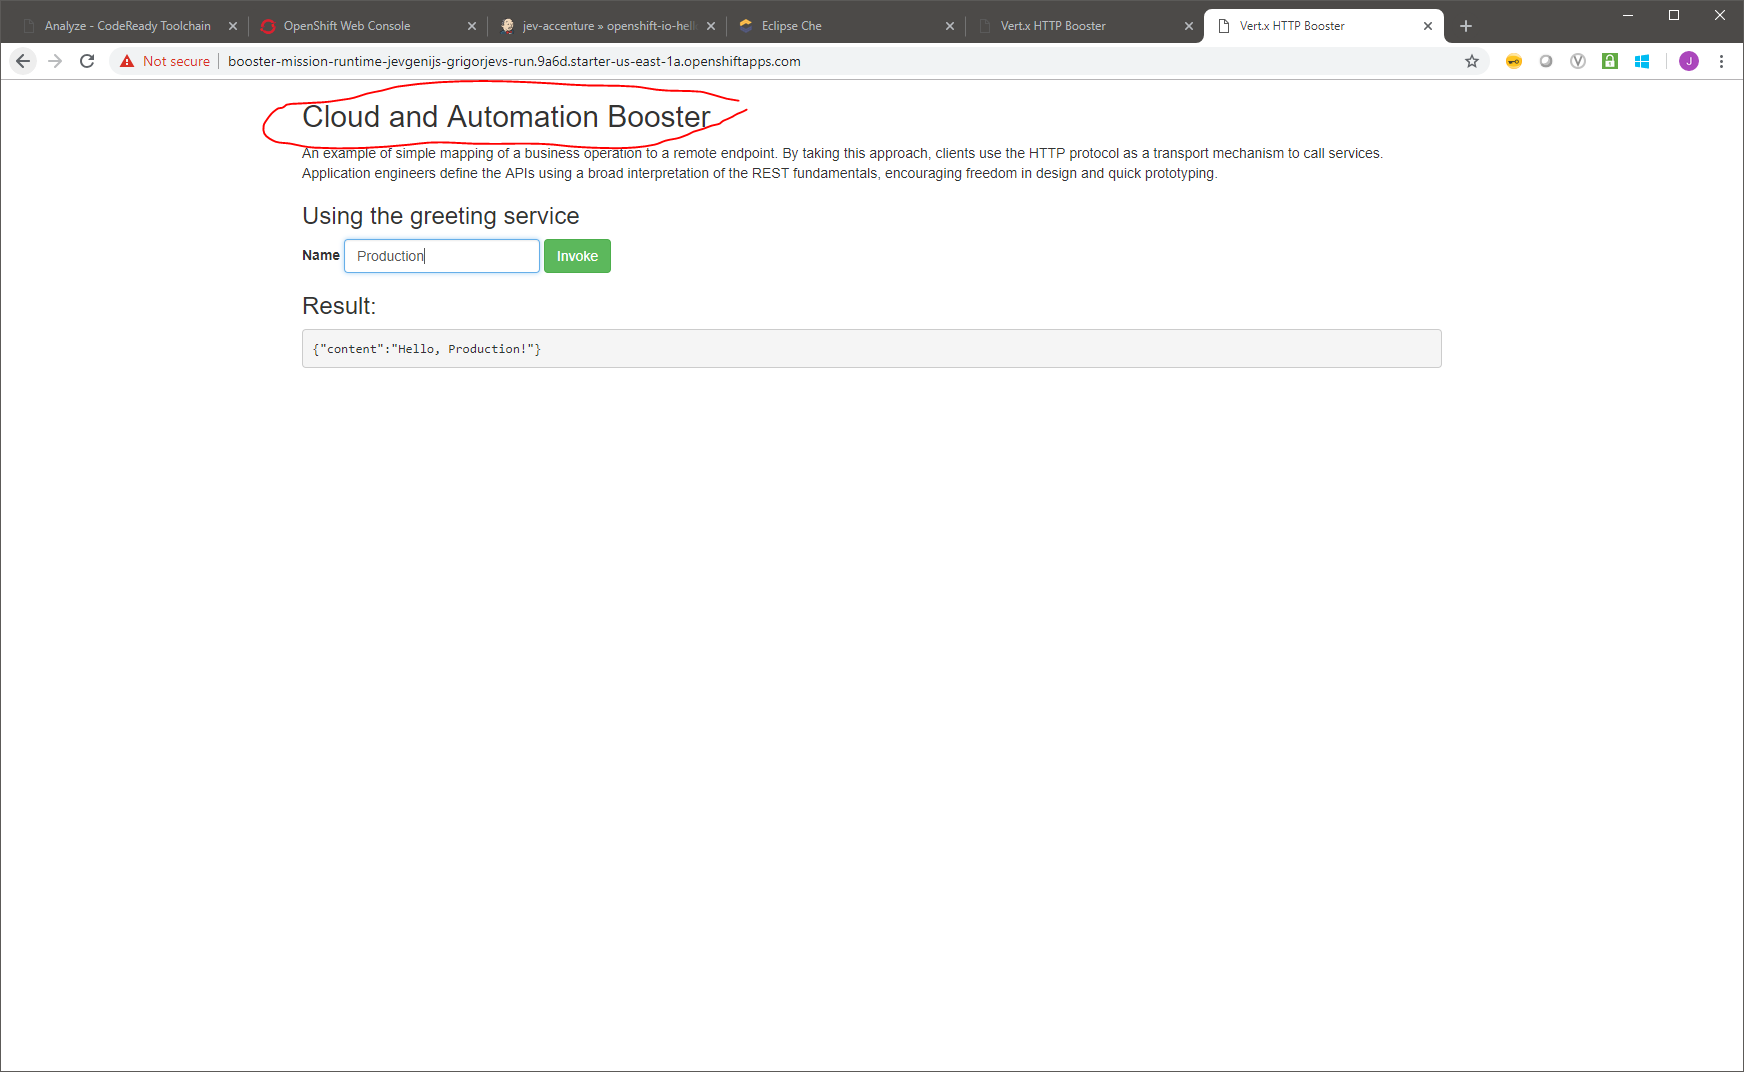 Analyze - CodeReady Toolchain
OpenShift Web Console
jev-accenture » openshift-io-hell
Eclipse Che
Vert.x HTTP Booster
Vert.x HTTP Booster
Not secure
booster-mission-runtime-jevgenijs-grigorjevs-run.9a6d.starter-us-east-1a.openshiftapps.com
J
Cloud and Automation Booster
An example of simple mapping of a business operation to a remote endpoint. By taking this approach, clients use the HTTP protocol as a transport mechanism to call services.
Application engineers define the APIs using a broad interpretation of the REST fundamentals, encouraging freedom in design and quick prototyping.
Using the greeting service
Name Production Invoke
Result:
{"content":"Hello, Production!"}